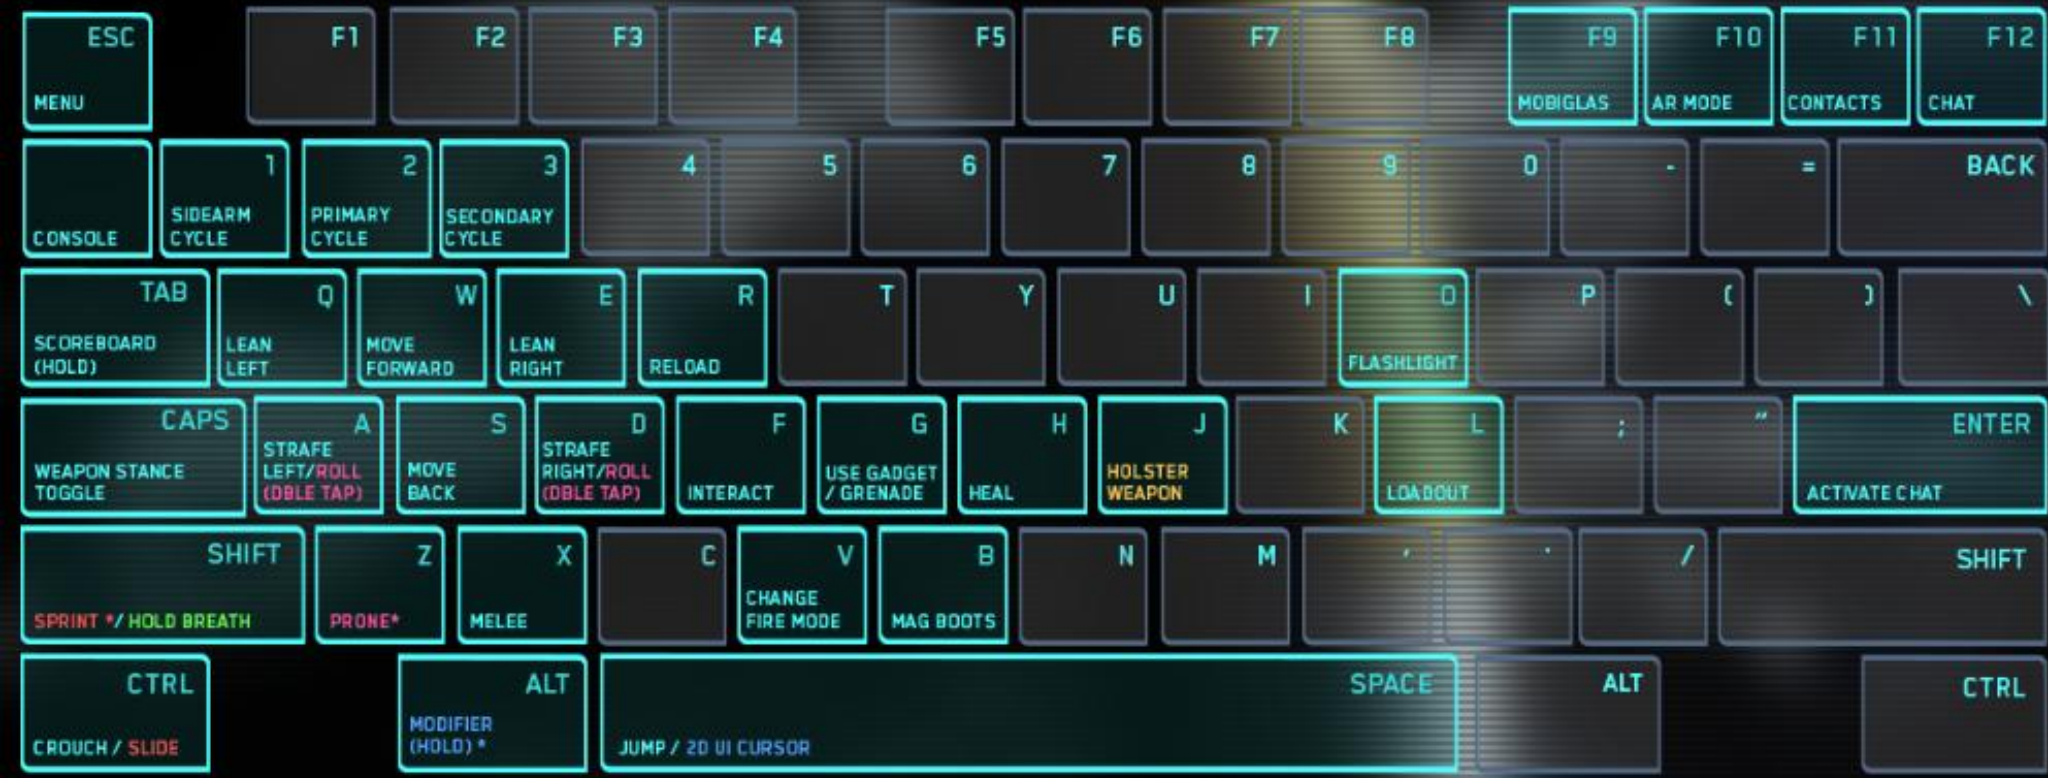 ESC
MENU
F1
F2
F3
F4
F5
F6
F7
F8
F9
MOBIGLAS
F10
AR MODE
F11
CONTACTS
F12
CHAT
CONSOLE
1
SIDEARM
CYCLE
2
PRIMARY
CYCLE
3
SECONDARY
CYCLE
4
5
6
7
8
9
0
-
=
BACK
TAB
SCOREBOARD
(HOLD)
Q
LEAN
LEFT
W
MOVE
FORWARD
E
LEAN
RIGHT
R
RELOAD
T
Y
U
I
O
FLASHLIGHT
P
[
]
\
CAPS
WEAPON STANCE
TOGGLE
A
STRAFE
LEFT/ROLL
(DBLE TAP)
S
MOVE
BACK
D
STRAFE
RIGHT/ROLL
(DBLE TAP)
F
INTERACT
G
USE GADGET
/ GRENADE
H
HEAL
J
HOLSTER
WEAPON
K
L
LOADOUT
;
"
ENTER
ACTIVATE CHAT
SHIFT
SPRINT */ HOLD BREATH
Z
PRONE*
X
MELEE
C
V
CHANGE
FIRE MODE
B
MAG BOOTS
N
M
,
.
/
SHIFT
CTRL
CROUCH / SLIDE
ALT
MODIFIER
(HOLD) *
SPACE
JUMP / 2D UI CURSOR
ALT
CTRL